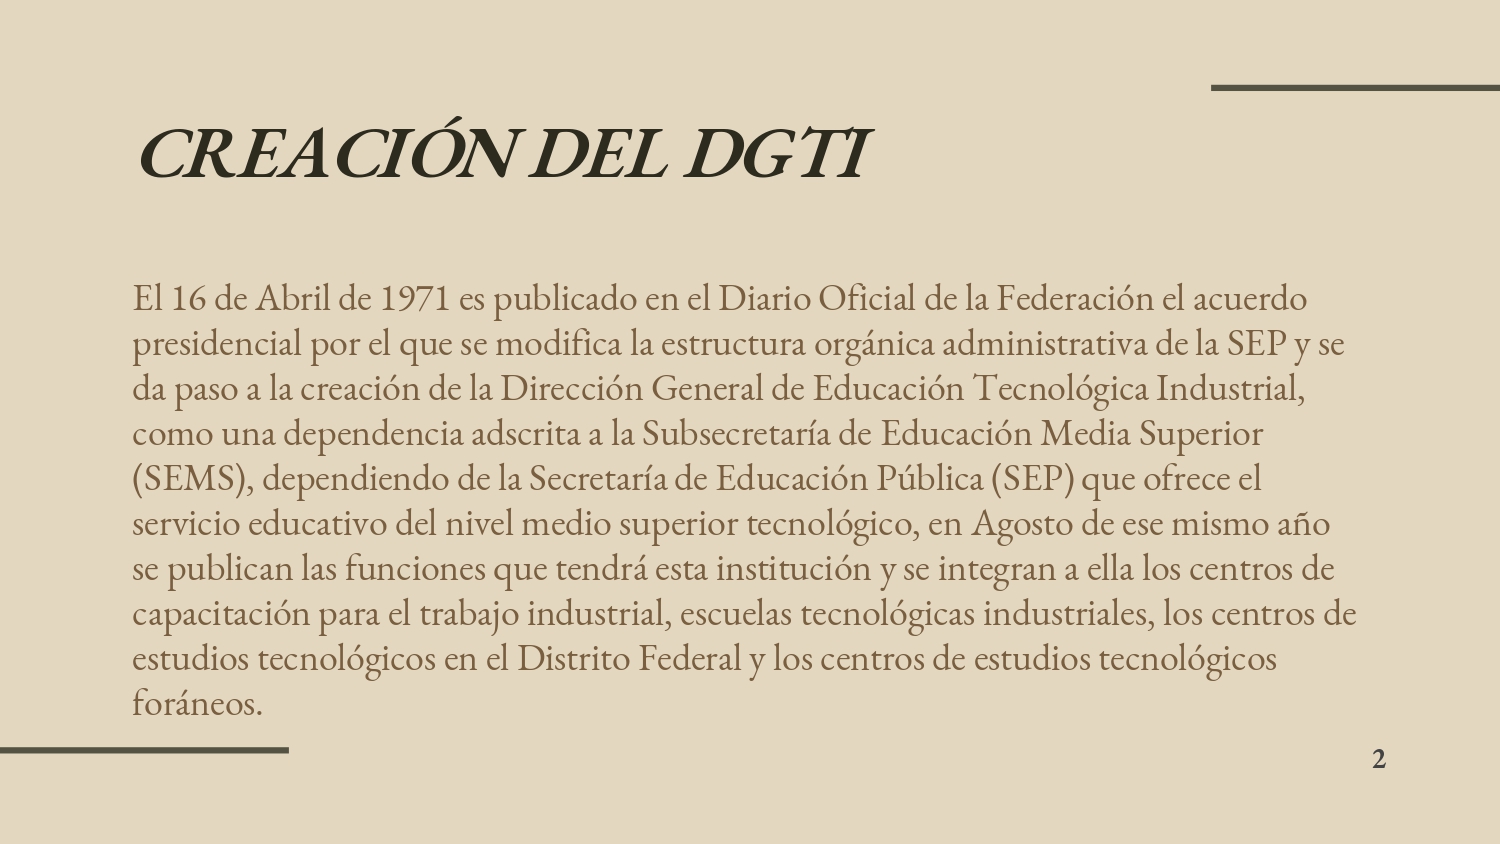 CREACIÓN DEL DGTI
El 16 de Abril de 1971 es publicado en el Diario Oficial de la Federación el acuerdo
presidencial por el que se modifica la estructura orgánica administrativa de la SEP y se
da paso a la creación de la Dirección General de Educación Tecnológica Industrial,
como una dependencia adscrita a la Subsecretaría de Educación Media Superior
(SEMS), dependiendo de la Secretaría de Educación Pública (SEP) que ofrece el
servicio educativo del nivel medio superior tecnológico, en Agosto de ese mismo año
se publican las funciones que tendrá esta institución y se integran a ella los centros de
capacitación para el trabajo industrial, escuelas tecnológicas industriales, los centros de
estudios tecnológicos en el Distrito Federal y los centros de estudios tecnológicos
foráneos.
2